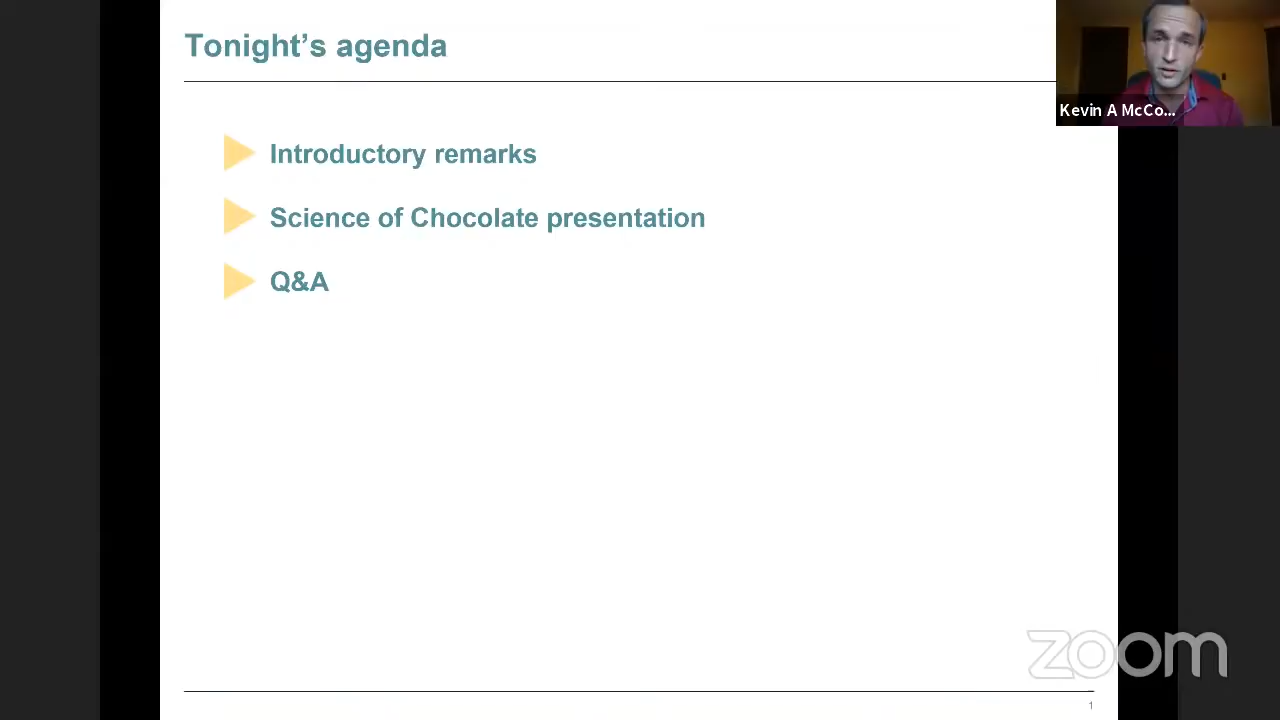 Tonight's agenda
Kevin A McCo...
Introductory remarks
Science of Chocolate presentation
Q&A
zoom
1